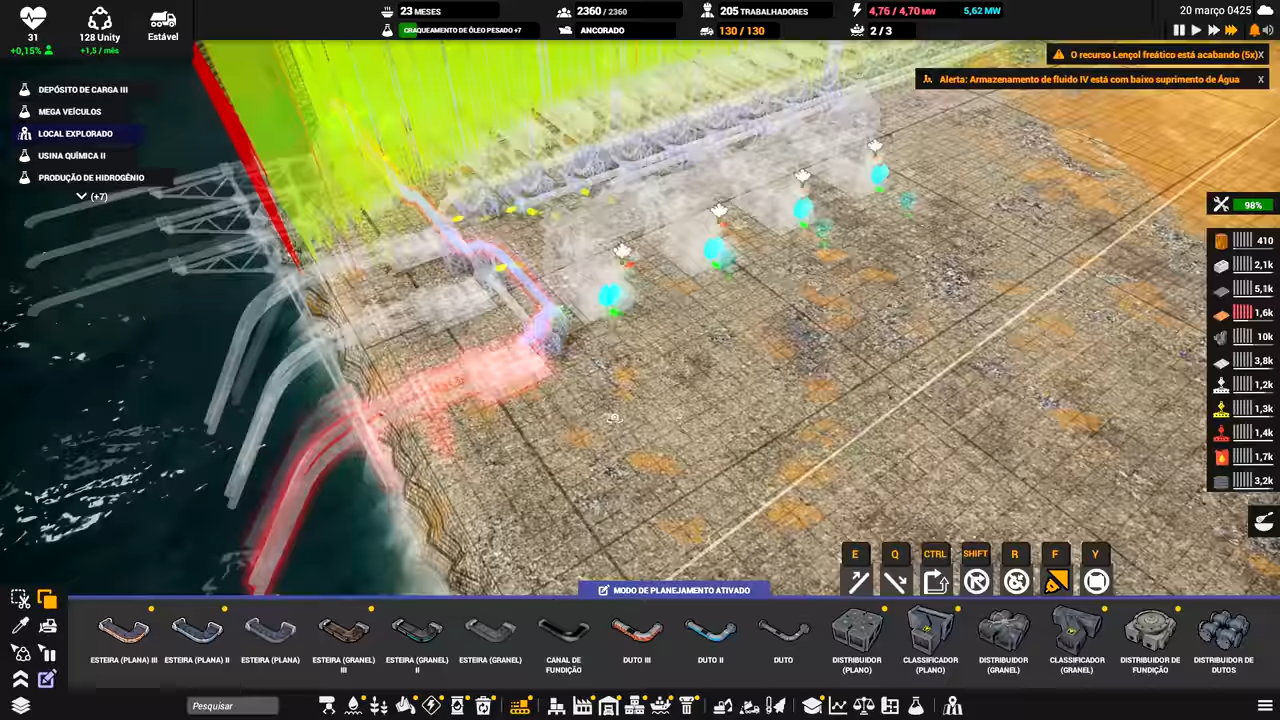 31
+0,15%
128 Unity
+1,5 / mês
Estável
23 MESES
CRAQUEAMENTO DE ÓLEO PESADO +7
2360 / 2360
ANCORADO
205 TRABALHADORES
130 / 130
4,76 / 4,70 MW
5,62 MW
2 / 3
20 março 0425
O recurso Lençol freático está acabando (5x)
X
Alerta: Armazenamento de fluido IV está com baixo suprimento de Água
X
DEPÓSITO DE CARGA III
MEGA VEÍCULOS
LOCAL EXPLORADO
USINA QUÍMICA II
PRODUÇÃO DE HIDROGÊNIO
(+7)
98%
410
2,1k
5,1k
1,6k
10k
3,8k
1,2k
1,3k
1,4k
1,7k
3,2k
E
Q
CTRL
SHIFT
R
F
Y
MODO DE PLANEJAMENTO ATIVADO
ESTEIRA (PLANA) III
ESTEIRA (PLANA) II
ESTEIRA (PLANA)
ESTEIRA (GRANEL) III
ESTEIRA (GRANEL) II
ESTEIRA (GRANEL)
CANAL DE FUNDIÇÃO
DUTO III
DUTO II
DUTO
DISTRIBUIDOR (PLANO)
CLASSIFICADOR (PLANO)
DISTRIBUIDOR (GRANEL)
CLASSIFICADOR (GRANEL)
DISTRIBUIDOR DE FUNDIÇÃO
DISTRIBUIDOR DE DUTOS
Pesquisar